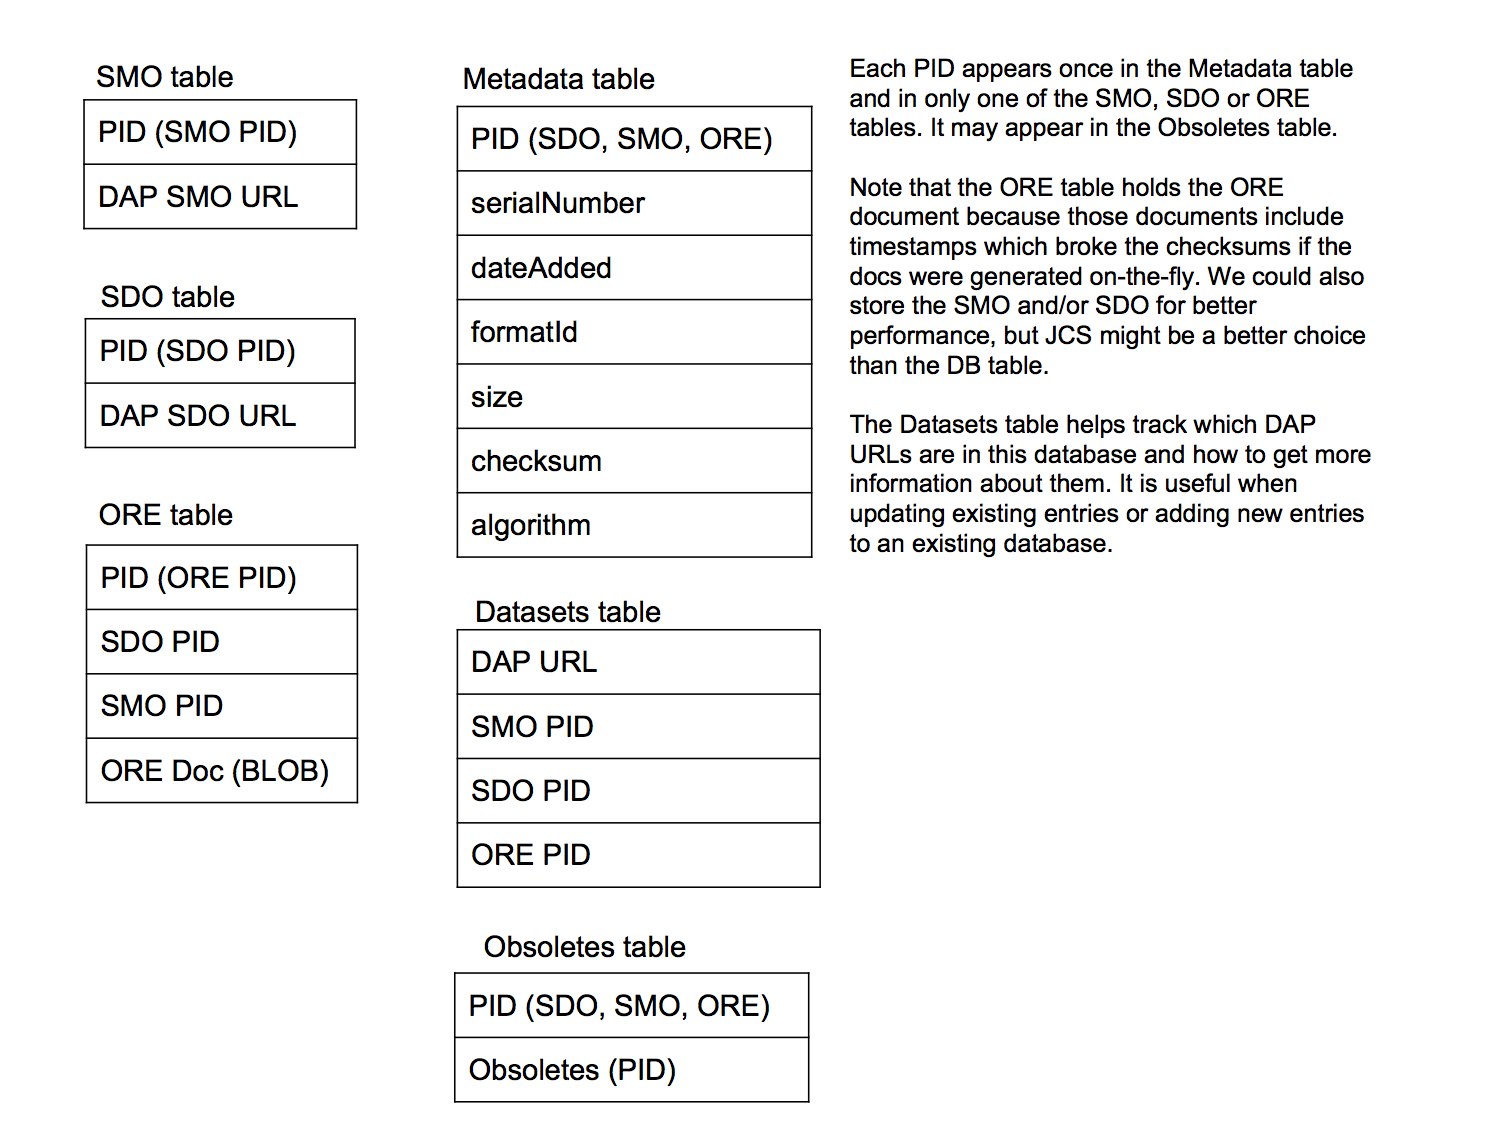 SMO table
PID (SMO PID)
DAP SMO URL
SDO table
PID (SDO PID)
DAP SDO URL
ORE table
PID (ORE PID)
SDO PID
SMO PID
ORE Doc (BLOB)
Metadata table
PID (SDO, SMO, ORE)
serialNumber
dateAdded
formatId
size
checksum
algorithm
Datasets table
DAP URL
SMO PID
SDO PID
ORE PID
Obsoletes table
PID (SDO, SMO, ORE)
Obsoletes (PID)
Each PID appears once in the Metadata table
and in only one of the SMO, SDO or ORE
tables. It may appear in the Obsoletes table.
Note that the ORE table holds the ORE
document because those documents include
timestamps which broke the checksums if the
docs were generated on-the-fly. We could also
store the SMO and/or SDO for better
performance, but JCS might be a better choice
than the DB table.
The Datasets table helps track which DAP
URLs are in this database and how to get more
information about them. It is useful when
updating existing entries or adding new entries
to an existing database.